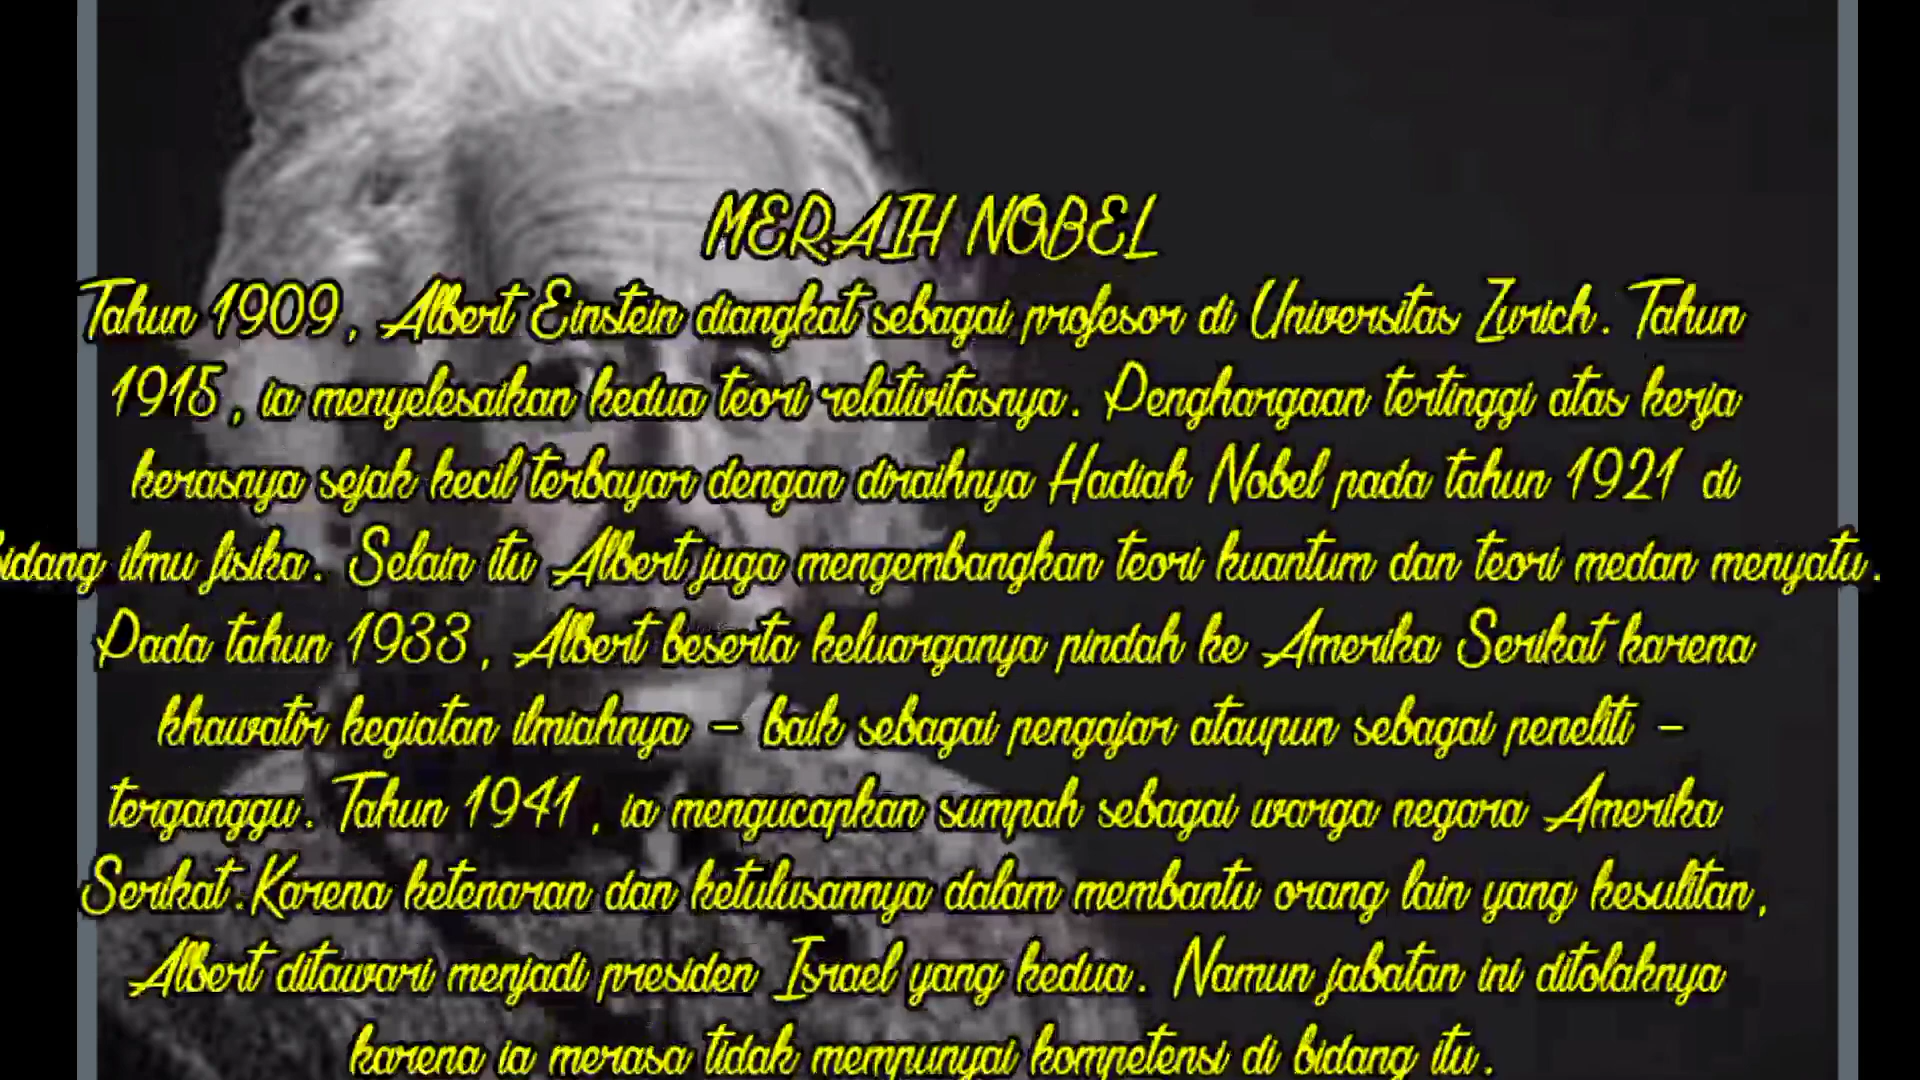 MERAIH NOBEL
Tahun 1909, Albert Einstein diangkat sebagai profesor di Universitas Zurich. Tahun
1915, ia menyelesaikan kedua teori relativitasnya. Penghargaan tertinggi atas kerja
kerasnya sejak kecil terbayar dengan diraihnya Hadiah Nobel pada tahun 1921 di
bidang ilmu fisika. Selain itu Albert juga mengembangkan teori kuantum dan teori medan menyatu.
Pada tahun 1933, Albert beserta keluarganya pindah ke Amerika Serikat karena
khawatir kegiatan ilmiahnya – baik sebagai pengajar ataupun sebagai peneliti –
terganggu. Tahun 1941, ia mengucapkan sumpah sebagai warga negara Amerika
Serikat.Karena ketenaran dan ketulusannya dalam membantu orang lain yang kesulitan,
Albert ditawari menjadi presiden Israel yang kedua. Namun jabatan ini ditolaknya
karena ia merasa tidak mempunyai kompetensi di bidang itu.